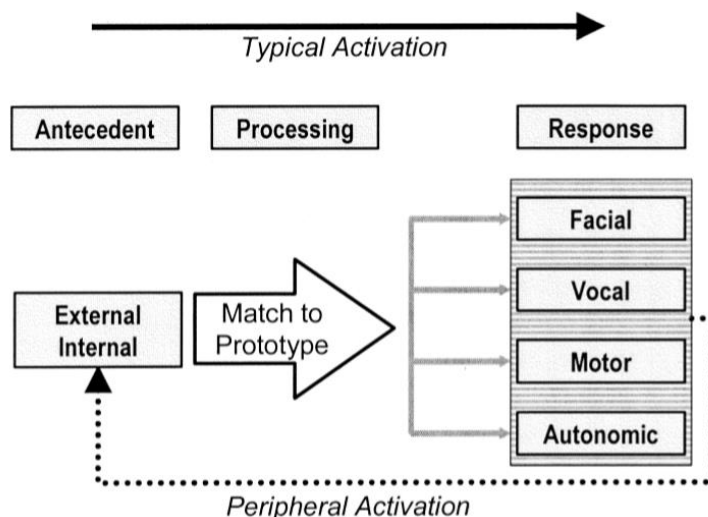 Typical Activation
Antecedent
Processing
Response
External
Internal
Match to
Prototype
Facial
Vocal
Motor
Autonomic
Peripheral Activation